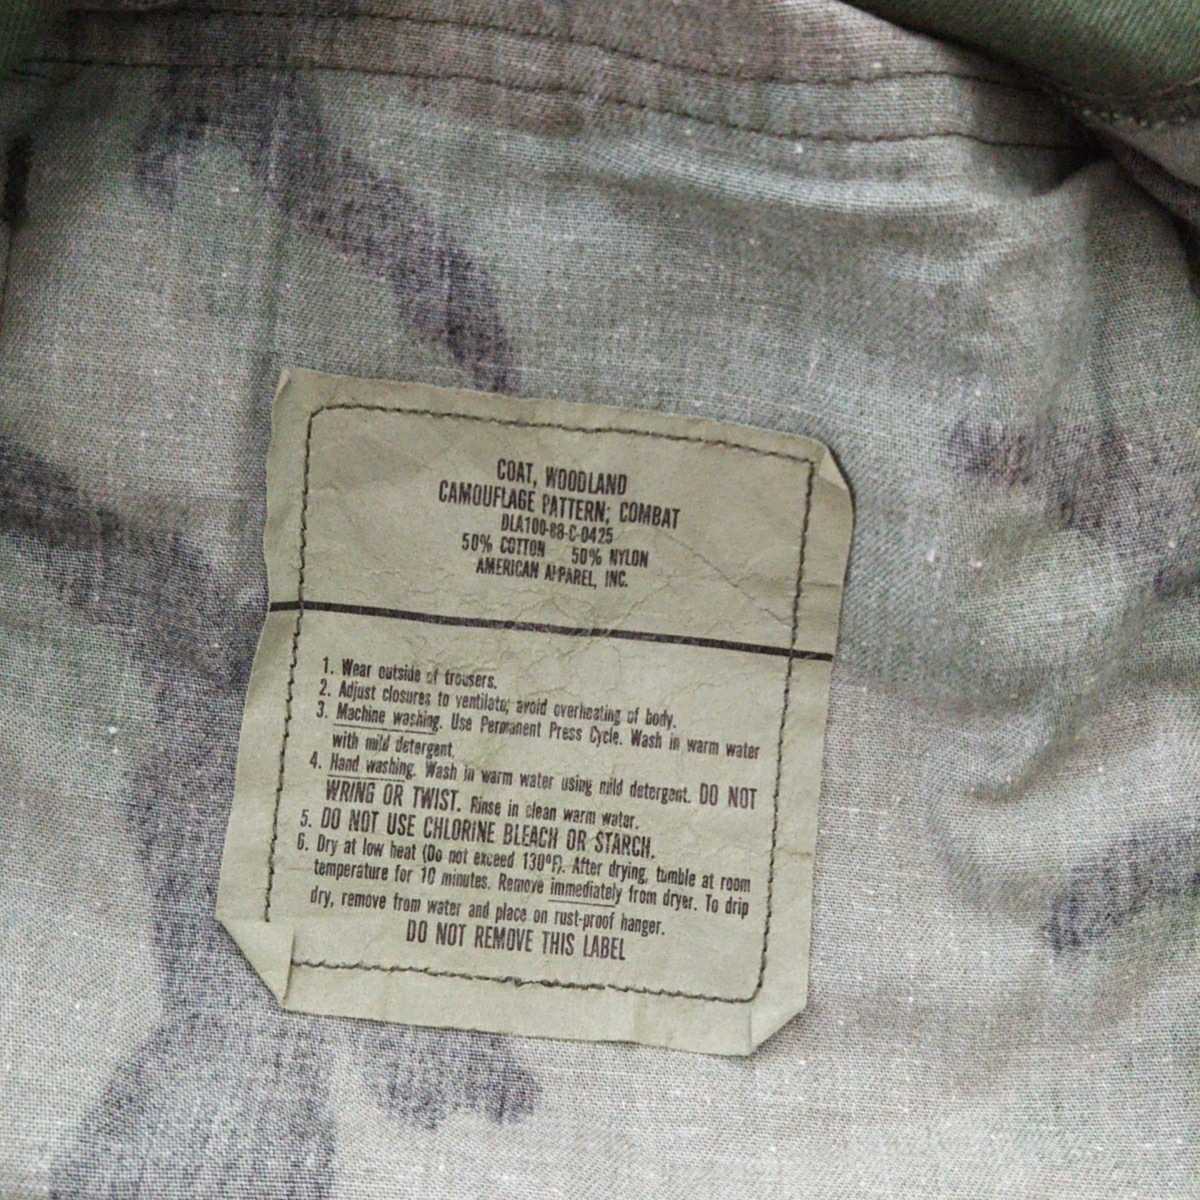 COAT, WOODLAND
CAMOUFLAGE PATTERN; COMBAT
DLA100-88-C-0425
50% COTTON 50% NYLON
AMERICAN APPAREL, INC.
1. Wear outside of trousers.
2. Adjust closures to ventilate; avoid overheating of body.
3. Machine washing. Use Permanent Press Cycle. Wash in warm water
with mild detergent.
4. Hand washing. Wash in warm water using mild detergent. DO NOT
WRING OR TWIST. Rinse in clean warm water.
5. DO NOT USE CHLORINE BLEACH OR STARCH.
6. Dry at low heat (Do not exceed 130°F). After drying, tumble at room
temperature for 10 minutes. Remove immediately from dryer. To drip
dry, remove from water and place on rust-proof hanger.
DO NOT REMOVE THIS LABEL